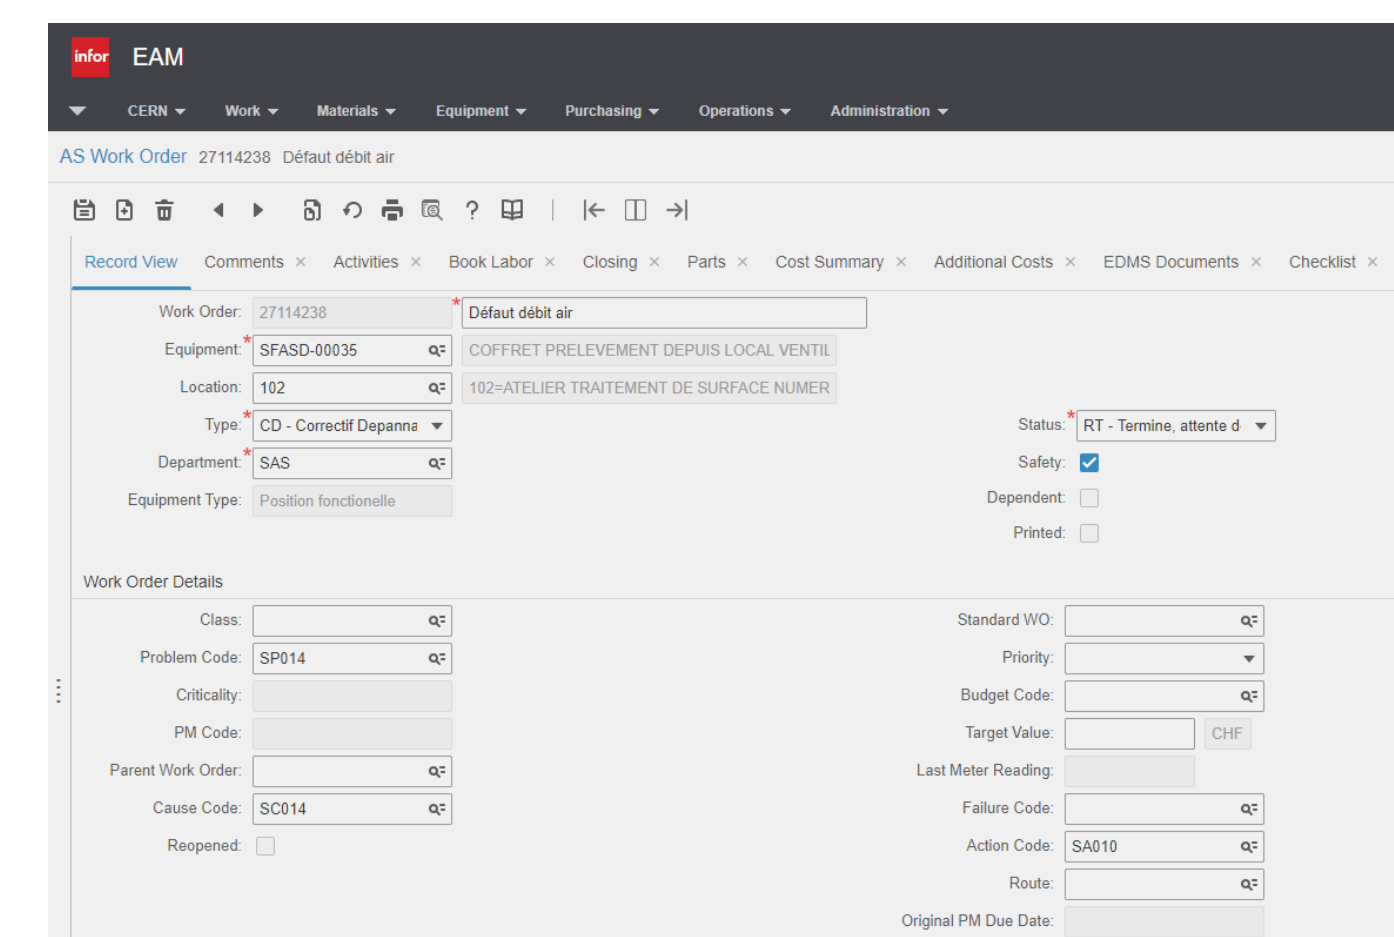 infor EAM
CERN Work Materials Equipment Purchasing Operations Administration
AS Work Order 27114238 Défaut débit air
Record View Comments × Activities × Book Labor × Closing × Parts × Cost Summary × Additional Costs × EDMS Documents × Checklist ×
Work Order: 27114238 * Défaut débit air
Equipment: * SFASD-00035 COFFRET PRELEVEMENT DEPUIS LOCAL VENTIL
Location: 102 102=ATELIER TRAITEMENT DE SURFACE NUMER
Type: * CD - Correctif Depanna Status: * RT - Termine, attente d
Department: * SAS Safety:
Equipment Type: Position fonctionelle Dependent:
Printed:
Work Order Details
Class: Standard WO:
Problem Code: SP014 Priority:
Criticality: Budget Code:
PM Code: Target Value: CHF
Parent Work Order: Last Meter Reading:
Cause Code: SC014 Failure Code:
Reopened: Action Code: SA010
Route:
Original PM Due Date: